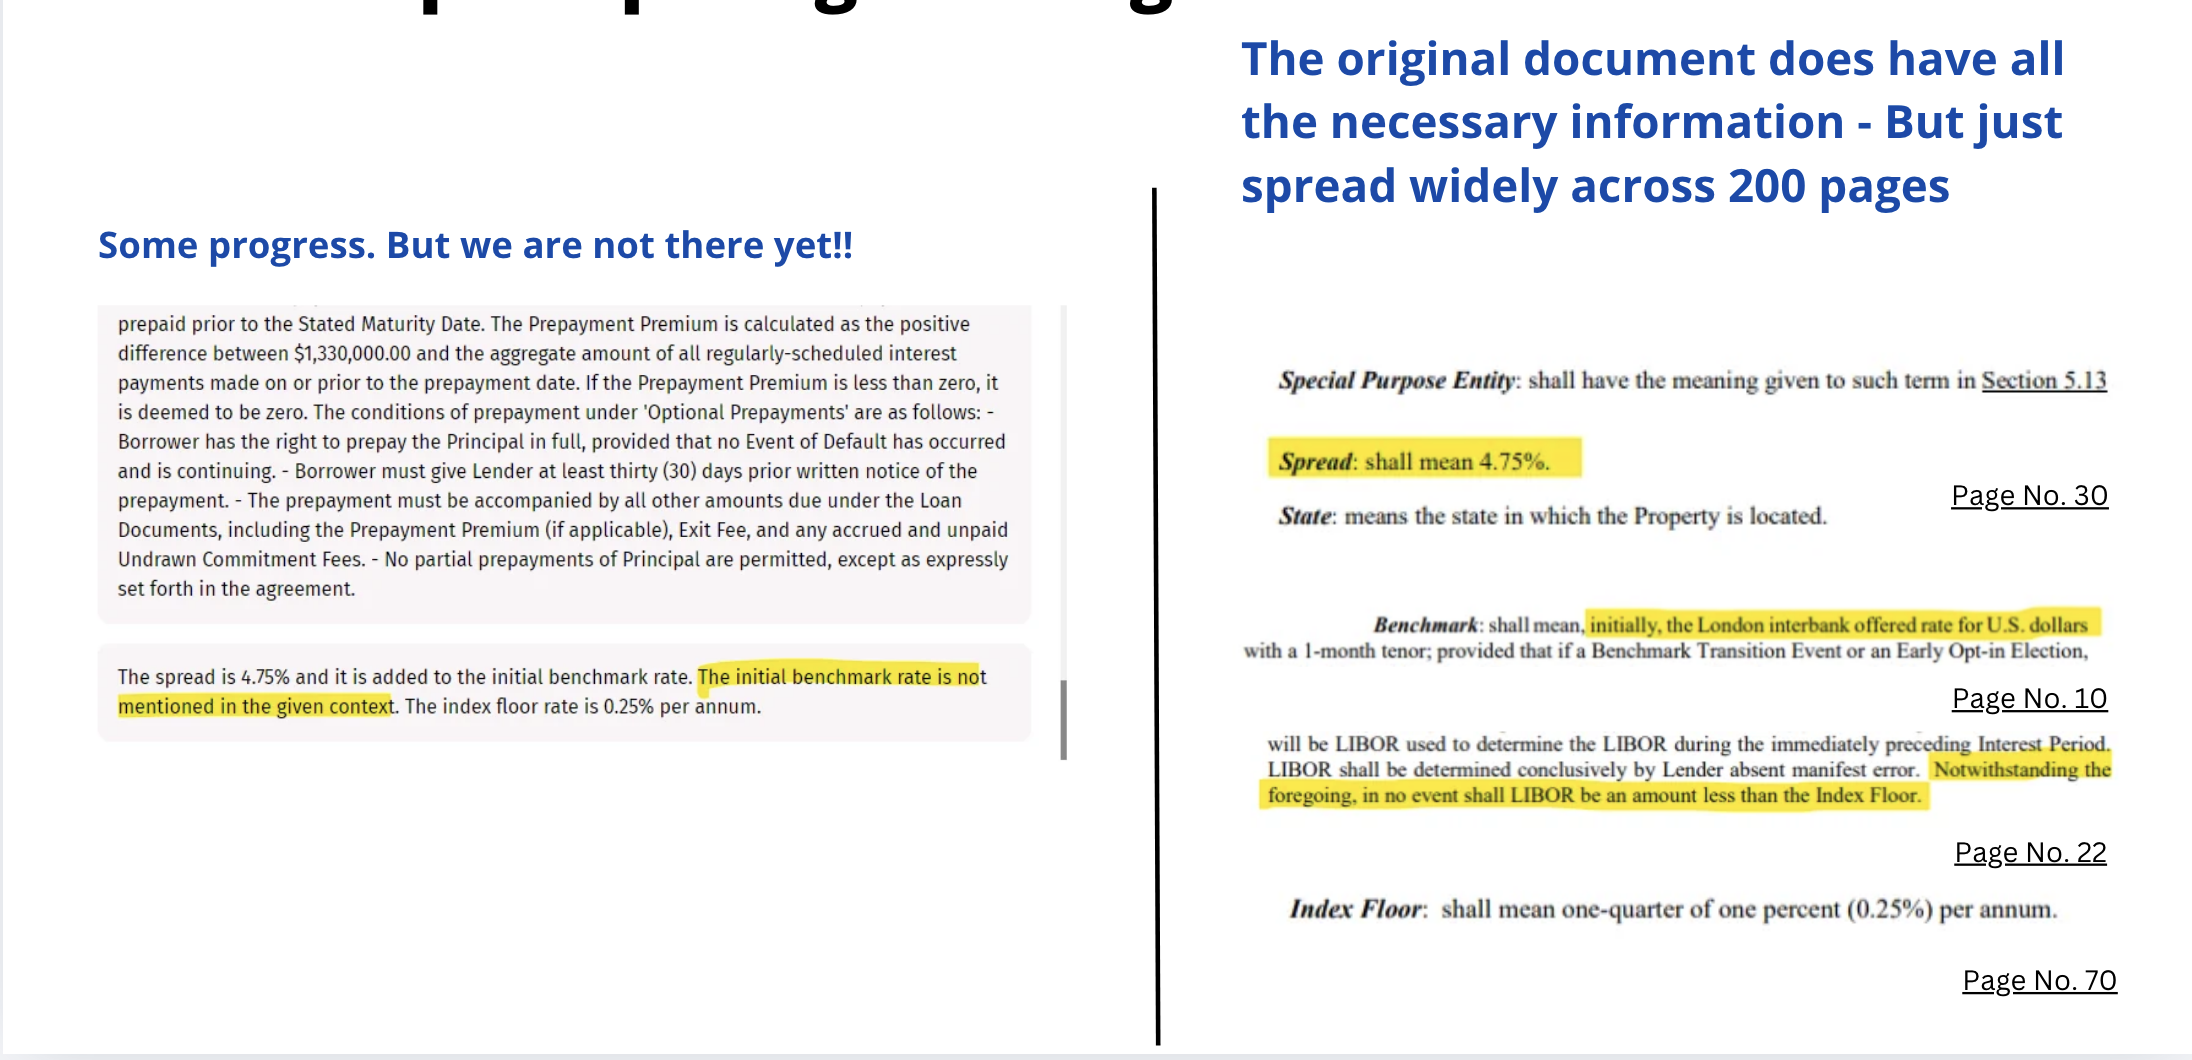 Some progress. But we are not there yet!!
prepaid prior to the Stated Maturity Date. The Prepayment Premium is calculated as the positive
difference between $1,330,000.00 and the aggregate amount of all regularly-scheduled interest
payments made on or prior to the prepayment date. If the Prepayment Premium is less than zero, it
is deemed to be zero. The conditions of prepayment under 'Optional Prepayments' are as follows: -
Borrower has the right to prepay the Principal in full, provided that no Event of Default has occurred
and is continuing. - Borrower must give Lender at least thirty (30) days prior written notice of the
prepayment. - The prepayment must be accompanied by all other amounts due under the Loan
Documents, including the Prepayment Premium (if applicable), Exit Fee, and any accrued and unpaid
Undrawn Commitment Fees. - No partial prepayments of Principal are permitted, except as expressly
set forth in the agreement.
The spread is 4.75% and it is added to the initial benchmark rate. The initial benchmark rate is not
mentioned in the given context. The index floor rate is 0.25% per annum.
The original document does have all
the necessary information - But just
spread widely across 200 pages
Special Purpose Entity: shall have the meaning given to such term in Section 5.13
Spread: shall mean 4.75%.
Page No. 30
State: means the state in which the Property is located.
Benchmark: shall mean, initially, the London interbank offered rate for U.S. dollars
with a 1-month tenor; provided that if a Benchmark Transition Event or an Early Opt-in Election,
Page No. 10
will be LIBOR used to determine the LIBOR during the immediately preceding Interest Period.
LIBOR shall be determined conclusively by Lender absent manifest error. Notwithstanding the
foregoing, in no event shall LIBOR be an amount less than the Index Floor.
Page No. 22
Index Floor: shall mean one-quarter of one percent (0.25%) per annum.
Page No. 70